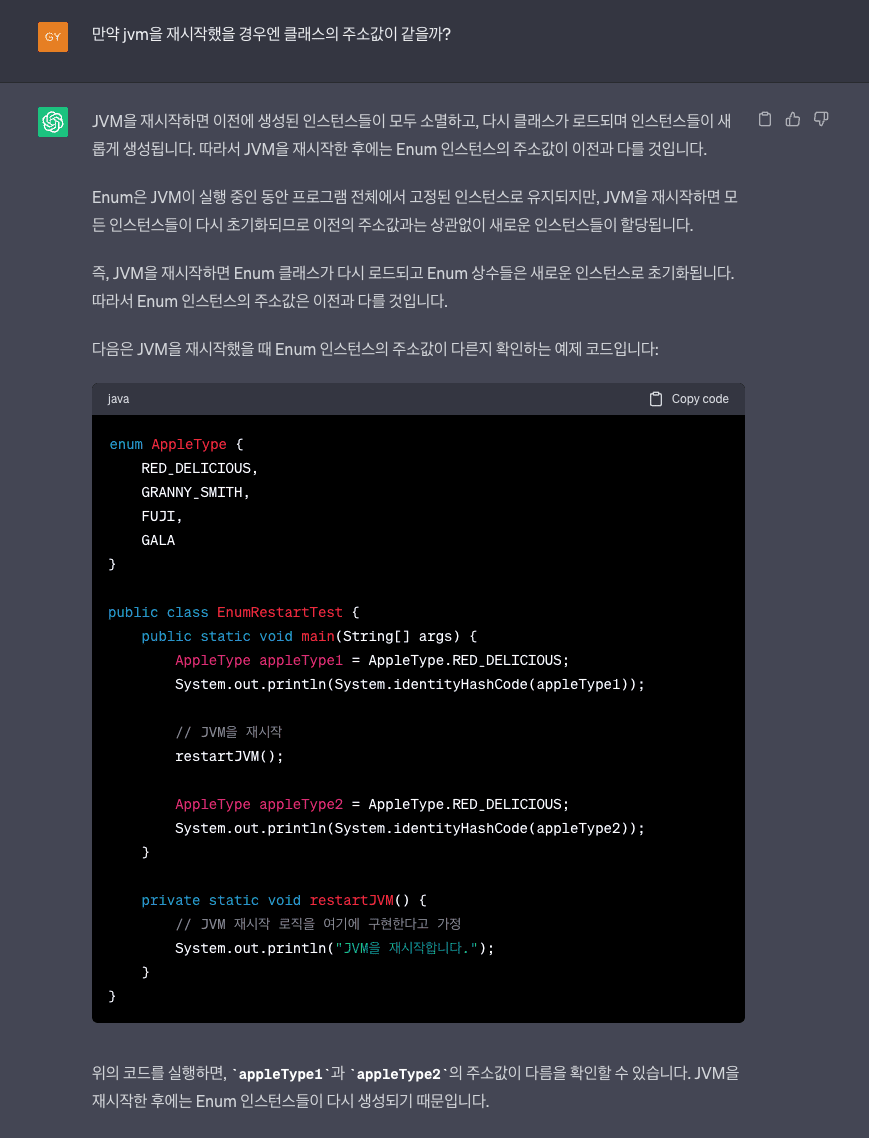 GY
만약 jvm을 재시작했을 경우엔 클래스의 주소값이 같을까?
JVM을 재시작하면 이전에 생성된 인스턴스들이 모두 소멸하고, 다시 클래스가 로드되며 인스턴스들이 새
롭게 생성됩니다. 따라서 JVM을 재시작한 후에는 Enum 인스턴스의 주소값이 이전과 다를 것입니다.
Enum은 JVM이 실행 중인 동안 프로그램 전체에서 고정된 인스턴스로 유지되지만, JVM을 재시작하면 모
든 인스턴스들이 다시 초기화되므로 이전의 주소값과는 상관없이 새로운 인스턴스들이 할당됩니다.
즉, JVM을 재시작하면 Enum 클래스가 다시 로드되고 Enum 상수들은 새로운 인스턴스로 초기화됩니다.
따라서 Enum 인스턴스의 주소값은 이전과 다를 것입니다.
다음은 JVM을 재시작했을 때 Enum 인스턴스의 주소값이 다른지 확인하는 예제 코드입니다:
java Copy code
enum AppleType {
    RED_DELICIOUS,
    GRANNY_SMITH,
    FUJI,
    GALA
}
public class EnumRestartTest {
    public static void main(String[] args) {
        AppleType appleType1 = AppleType.RED_DELICIOUS;
        System.out.println(System.identityHashCode(appleType1));
        // JVM을 재시작
        restartJVM();
        AppleType appleType2 = AppleType.RED_DELICIOUS;
        System.out.println(System.identityHashCode(appleType2));
    }
    private static void restartJVM() {
        // JVM 재시작 로직을 여기에 구현한다고 가정
        System.out.println("JVM을 재시작합니다.");
    }
}
위의 코드를 실행하면, `appleType1`과 `appleType2`의 주소값이 다름을 확인할 수 있습니다. JVM을
재시작한 후에는 Enum 인스턴스들이 다시 생성되기 때문입니다.